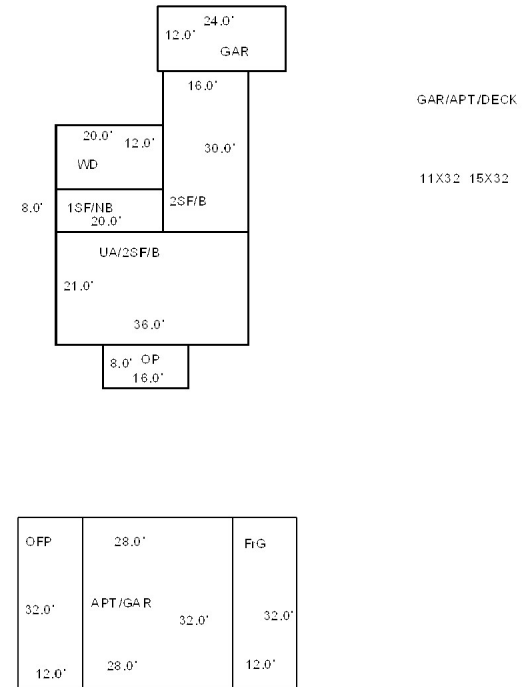 24.0'
12.0'
GAR
16.0'
GAR/APT/DECK
20.0'
12.0'
30.0'
WD
11X32 15X32
8.0'
1SF/NB
2SF/B
20.0'
UA/2SF/B
21.0'
36.0'
8.0' OP
16.0'
OFP
28.0'
FrG
32.0'
APT/GAR
32.0'
32.0'
12.0'
28.0'
12.0'